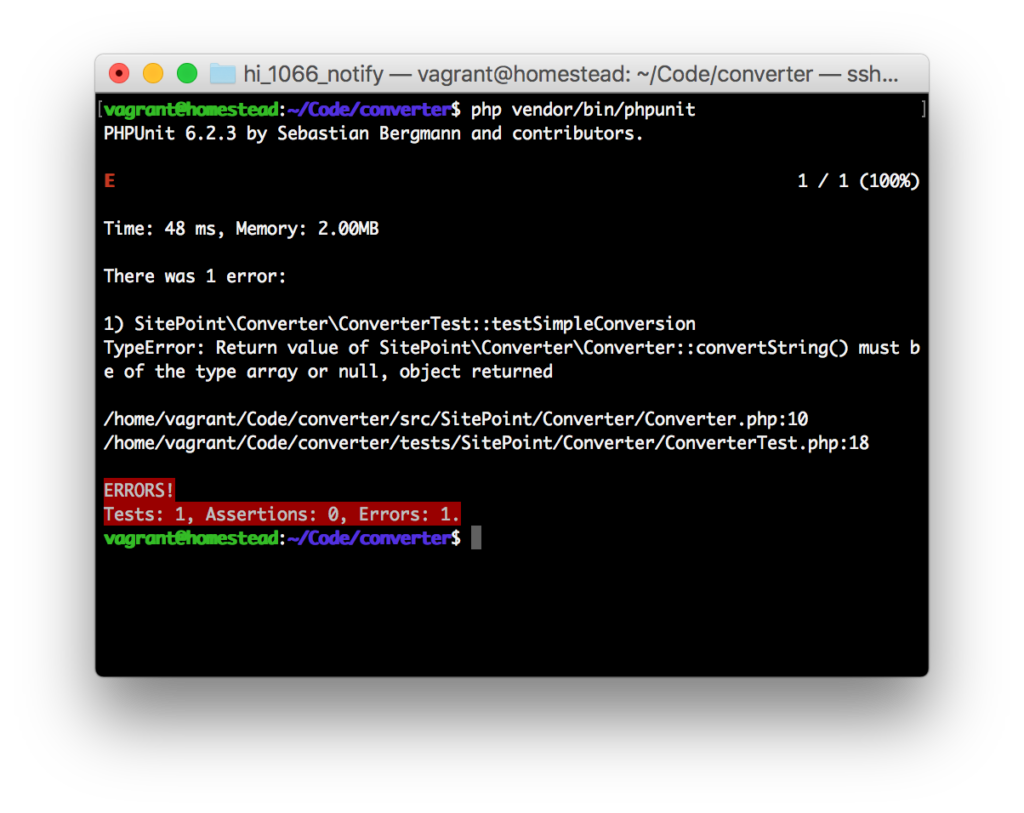 hi_1066_notify — vagrant@homestead: ~/Code/converter — ssh...
[vagrant@homestead:~/Code/converter$ php vendor/bin/phpunit ]
PHPUnit 6.2.3 by Sebastian Bergmann and contributors.
E 1 / 1 (100%)
Time: 48 ms, Memory: 2.00MB
There was 1 error:
1) SitePoint\Converter\ConverterTest::testSimpleConversion
TypeError: Return value of SitePoint\Converter\Converter::convertString() must b
e of the type array or null, object returned
/home/vagrant/Code/converter/src/SitePoint/Converter/Converter.php:10
/home/vagrant/Code/converter/tests/SitePoint/Converter/ConverterTest.php:18
ERRORS!
Tests: 1, Assertions: 0, Errors: 1.
vagrant@homestead:~/Code/converter$